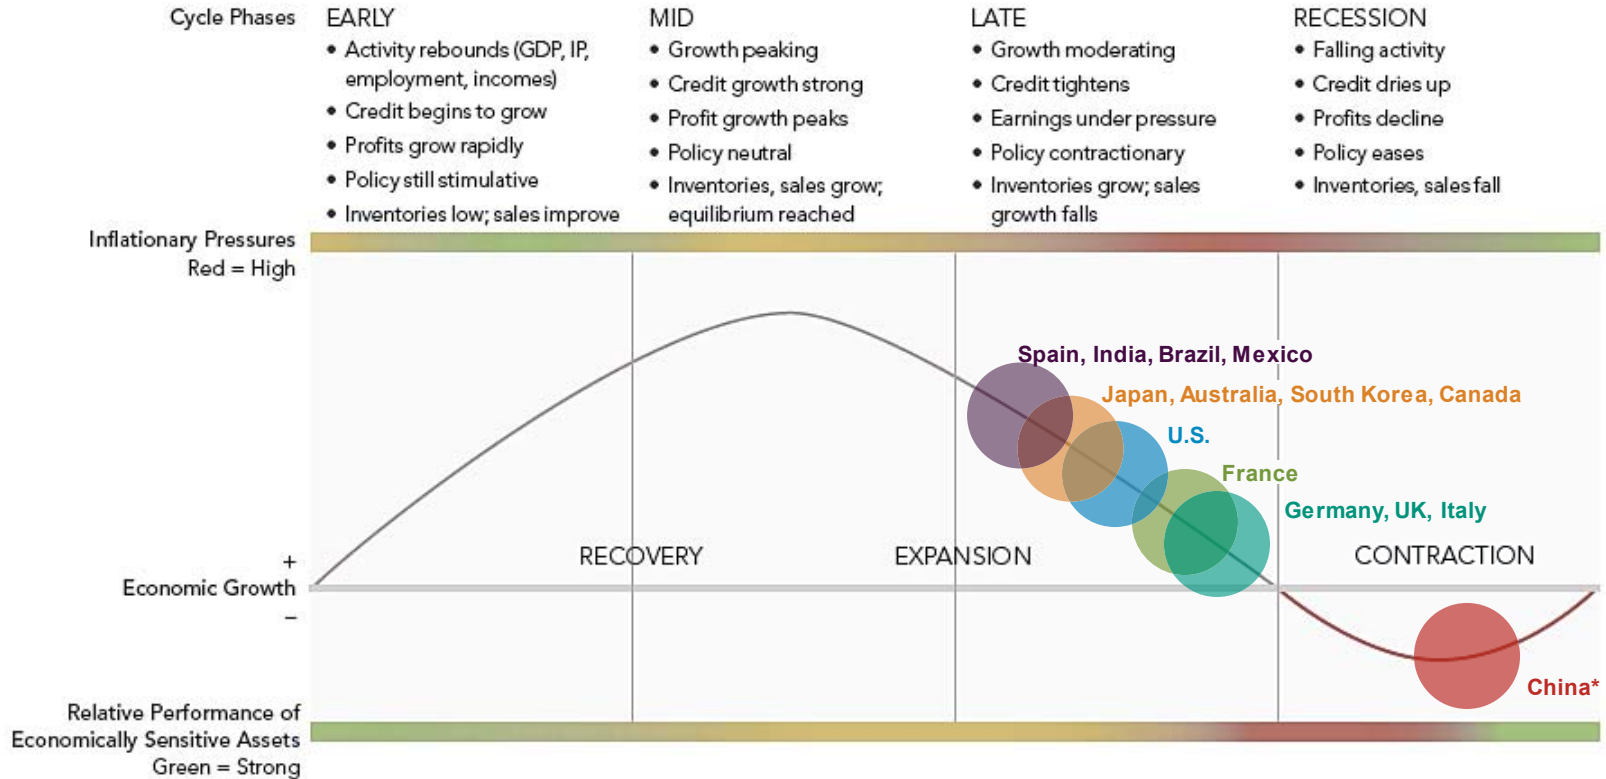 Cycle Phases
EARLY
• Activity rebounds (GDP, IP,
employment, incomes)
• Credit begins to grow
• Profits grow rapidly
• Policy still stimulative
• Inventories low; sales improve
MID
• Growth peaking
• Credit growth strong
• Profit growth peaks
• Policy neutral
• Inventories, sales grow;
equilibrium reached
LATE
• Growth moderating
• Credit tightens
• Earnings under pressure
• Policy contractionary
• Inventories grow; sales
growth falls
RECESSION
• Falling activity
• Credit dries up
• Profits decline
• Policy eases
• Inventories, sales fall
Inflationary Pressures
Red = High
Spain, India, Brazil, Mexico
Japan, Australia, South Korea, Canada
U.S.
France
Germany, UK, Italy
RECOVERY
EXPANSION
CONTRACTION
+
Economic Growth
–
China*
Relative Performance of
Economically Sensitive Assets
Green = Strong